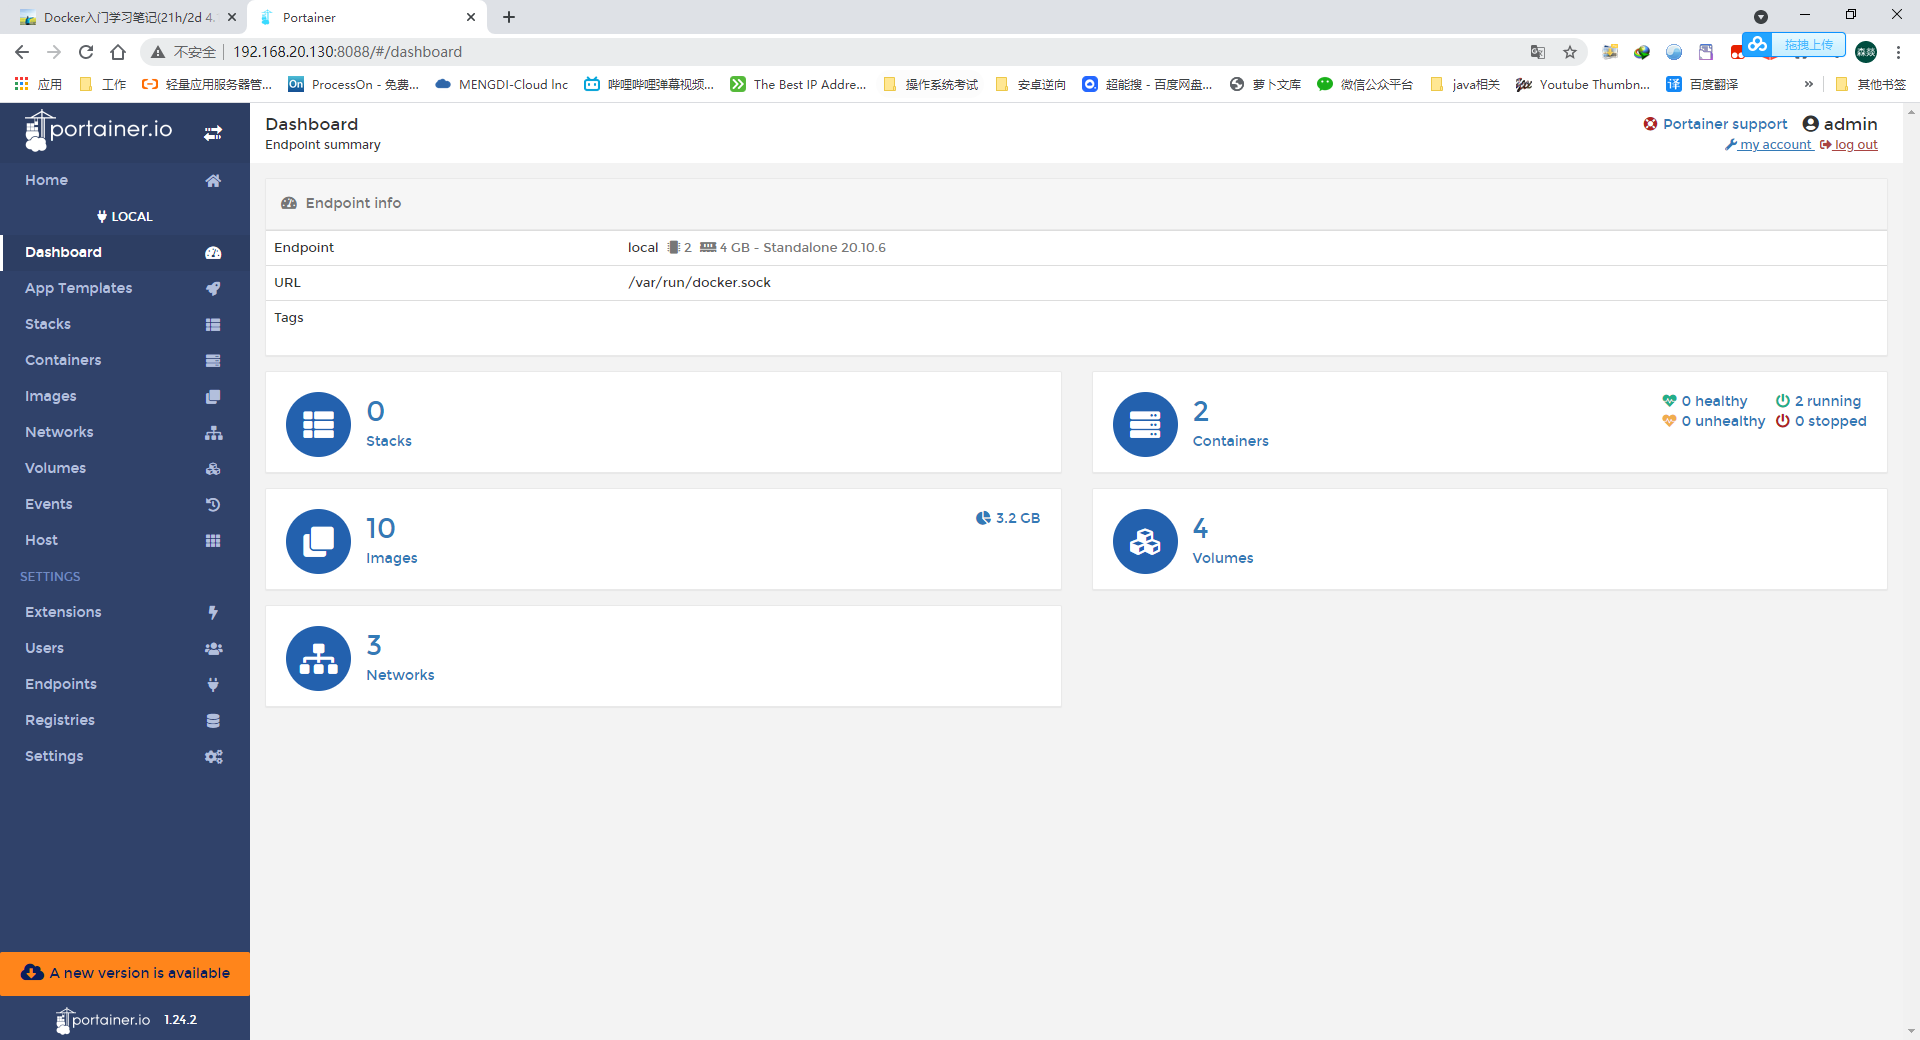 Docker入门学习笔记(21h/2d 4.
Portainer
不安全
192.168.20.130:8088/#/dashboard
拖拽上传
应用
工作
轻量应用服务器管...
ProcessOn - 免费...
MENGDI-Cloud Inc
哔哩哔哩弹幕视频...
The Best IP Addre...
操作系统考试
安卓逆向
超能搜 - 百度网盘...
萝卜文库
微信公众平台
java相关
Youtube Thumbn...
百度翻译
»
其他书签
portainer.io
Dashboard
Endpoint summary
Portainer support
admin
my account
log out
Home
LOCAL
Dashboard
App Templates
Stacks
Containers
Images
Networks
Volumes
Events
Host
SETTINGS
Extensions
Users
Endpoints
Registries
Settings
A new version is available
portainer.io 1.24.2
Endpoint info
Endpoint local 2 4 GB - Standalone 20.10.6
URL /var/run/docker.sock
Tags
0
Stacks
2
Containers
0 healthy 2 running
0 unhealthy 0 stopped
10
Images
3.2 GB
4
Volumes
3
Networks